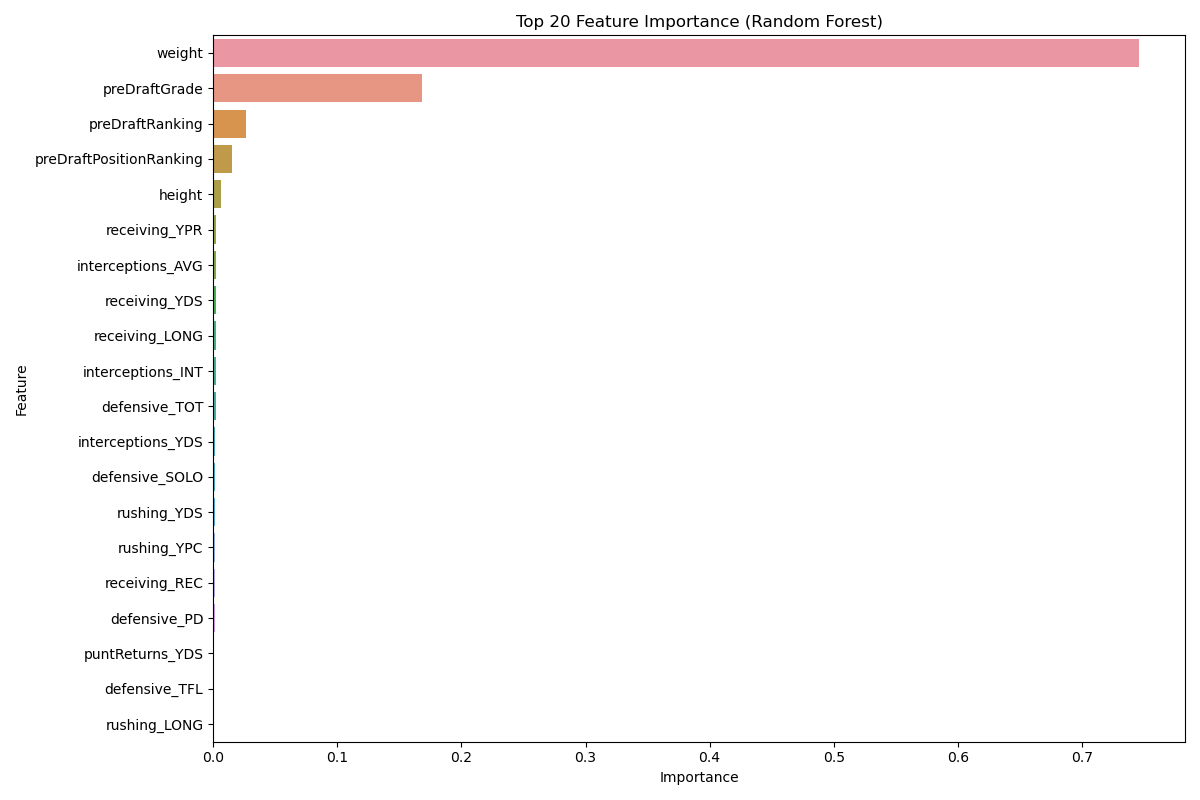 Top 20 Feature Importance (Random Forest)
weight
preDraftGrade
preDraftRanking
preDraftPositionRanking
height
receiving_YPR
interceptions_AVG
receiving_YDS
receiving_LONG
interceptions_INT
defensive_TOT
interceptions_YDS
defensive_SOLO
rushing_YDS
rushing_YPC
receiving_REC
defensive_PD
puntReturns_YDS
defensive_TFL
rushing_LONG
Feature
0.0 0.1 0.2 0.3 0.4 0.5 0.6 0.7
Importance